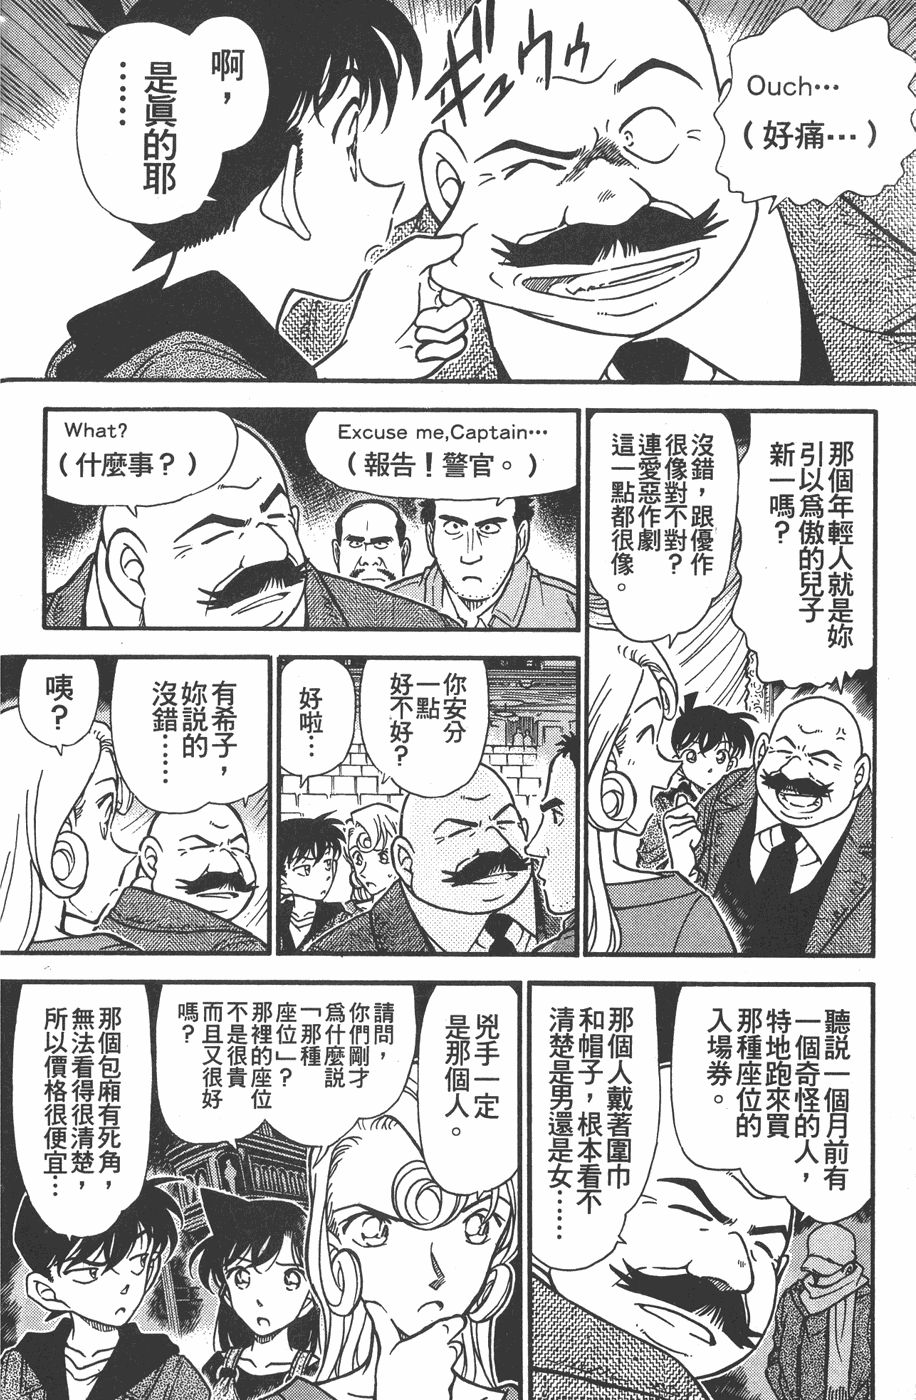 Ouch…
（好痛…）
ギュウゥ
啊，
是眞的耶
……
那個年輕人就是妳
引以爲傲的兒子
新一嗎？
沒錯，跟優作
很像對不對？
連愛惡作劇
這一點都很像。
Excuse me,Captain…
（報告！警官。）
What?
（什麼事？）
你安分
一點
好不好？
好啦…
有希子，
妳說的
沒錯……
咦？
聽說一個月前有
一個奇怪的人，
特地跑來買
那種座位的
入場券。
那個人戴著圍巾
和帽子，根本看不
清楚是男還是女……
兇手一定
是那個人。
請問，
你們剛才
爲什麼說
「那種
座位」？
那裡的座位
不是很貴
而且又很好
嗎？
那個包廂有死角，
無法看得很清楚，
所以價格很便宜…